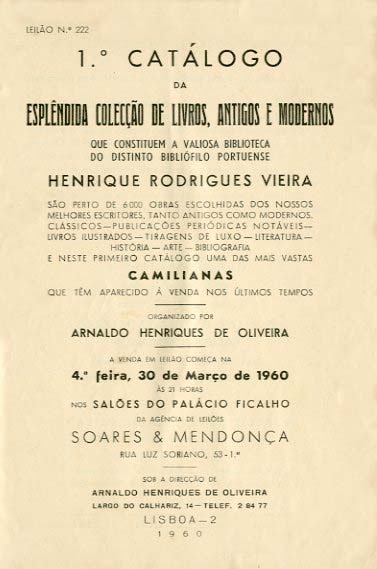 LEILÃO N.º 222
1.º CATÁLOGO
DA
ESPLÊNDIDA COLECÇÃO DE LIVROS, ANTIGOS E MODERNOS
QUE CONSTITUEM A VALIOSA BIBLIOTECA
DO DISTINTO BIBLIÓFILO PORTUENSE
HENRIQUE RODRIGUES VIEIRA
SÃO PERTO DE 6000 OBRAS ESCOLHIDAS DOS NOSSOS
MELHORES ESCRITORES, TANTO ANTIGOS COMO MODERNOS.
CLÁSSICOS—PUBLICAÇÕES PERIÓDICAS NOTÁVEIS—
LIVROS ILUSTRADOS—TIRAGENS DE LUXO—LITERATURA—
HISTÓRIA—ARTE—BIBLIOGRAFIA
E NESTE PRIMEIRO CATÁLOGO UMA DAS MAIS VASTAS
CAMILIANAS
QUE TÊM APARECIDO Á VENDA NOS ÚLTIMOS TEMPOS
ORGANIZADO POR
ARNALDO HENRIQUES DE OLIVEIRA
A VENDA EM LEILÃO COMEÇA NA
4.ª feira, 30 de Março de 1960
ÀS 21 HORAS
NOS SALÕES DO PALÁCIO FICALHO
DA AGÊNCIA DE LEILÕES
SOARES & MENDONÇA
RUA LUZ SORIANO, 53-1.º
SOB A DIRECÇÃO DE
ARNALDO HENRIQUES DE OLIVEIRA
LARGO DO CALHARIZ, 14—TELEF. 2 84 77
LISBOA—2
1960